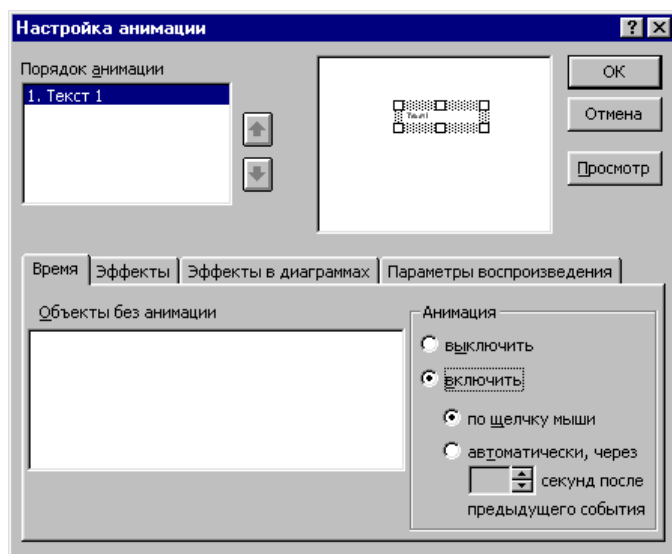 Настройка анимации
Порядок анимации
1. Текст 1
ОК
Отмена
Просмотр
Время Эффекты Эффекты в диаграммах Параметры воспроизведения
Объекты без анимации
Анимация
выключить
включить
по щелчку мыши
автоматически, через
секунд после
предыдущего события